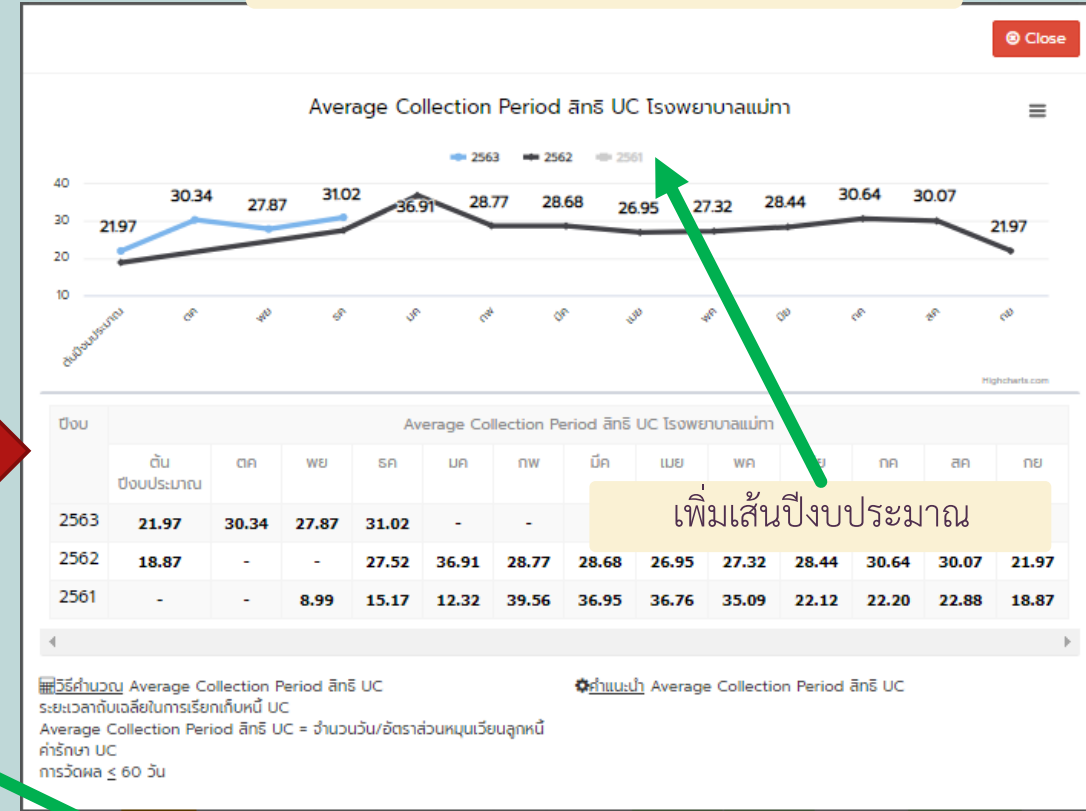 Close
Average Collection Period สิทธิ UC โรงพยาบาลแม่ทา
2563 2562 2561
40
30
20
10
21.97 30.34 27.87 31.02 36.91 28.77 28.68 26.95 27.32 28.44 30.64 30.07 21.97
ต้นปีงบประมาณ ตค พย ธค มค กพ มีค เมย พค มิย กค สค กย
Highcharts.com
ปีงบ Average Collection Period สิทธิ UC โรงพยาบาลแม่ทา
ต้น ตค พย ธค มค กพ มีค เมย พค กค สค กย
ปีงบประมาณ
2563 21.97 30.34 27.87 31.02 - -
เพิ่มเส้นปีงบประมาณ
2562 18.87 - - 27.52 36.91 28.77 28.68 26.95 27.32 28.44 30.64 30.07 21.97
2561 - - 8.99 15.17 12.32 39.56 36.95 36.76 35.09 22.12 22.20 22.88 18.87
วิธีคำนวณ Average Collection Period สิทธิ UC
ระยะเวลาถับเฉลี่ยในการเรียกเก็บหนี้ UC
Average Collection Period สิทธิ UC = จำนวนวัน/อัตราส่วนหมุนเวียนลูกหนี้
ค่ารักษา UC
การวัดผล ≤ 60 วัน
คำแนะนำ Average Collection Period สิทธิ UC